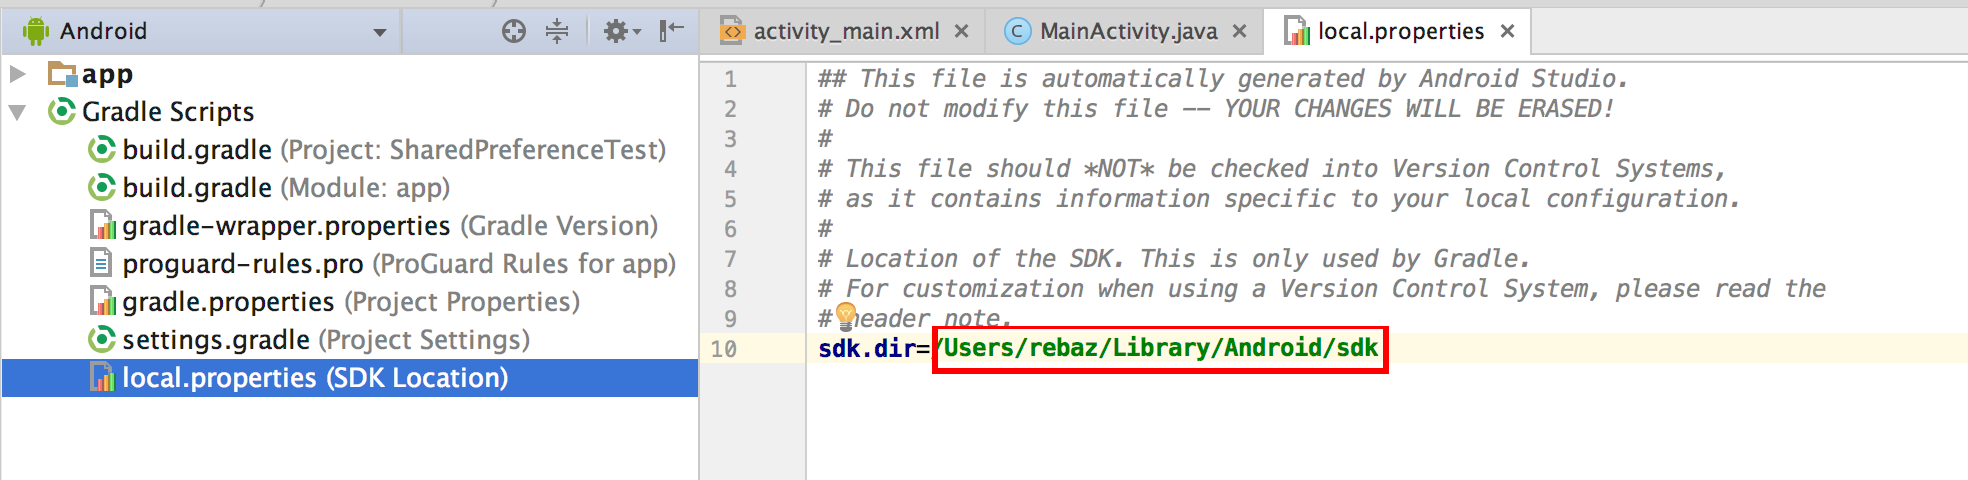 Android
app
Gradle Scripts
build.gradle (Project: SharedPreferenceTest)
build.gradle (Module: app)
gradle-wrapper.properties (Gradle Version)
proguard-rules.pro (ProGuard Rules for app)
gradle.properties (Project Properties)
settings.gradle (Project Settings)
local.properties (SDK Location)
activity_main.xml
C MainActivity.java
local.properties
1 ## This file is automatically generated by Android Studio.
2 # Do not modify this file -- YOUR CHANGES WILL BE ERASED!
3 #
4 # This file should *NOT* be checked into Version Control Systems,
5 # as it contains information specific to your local configuration.
6 #
7 # Location of the SDK. This is only used by Gradle.
8 # For customization when using a Version Control System, please read the
9 # header note.
10 sdk.dir=/Users/rebaz/Library/Android/sdk